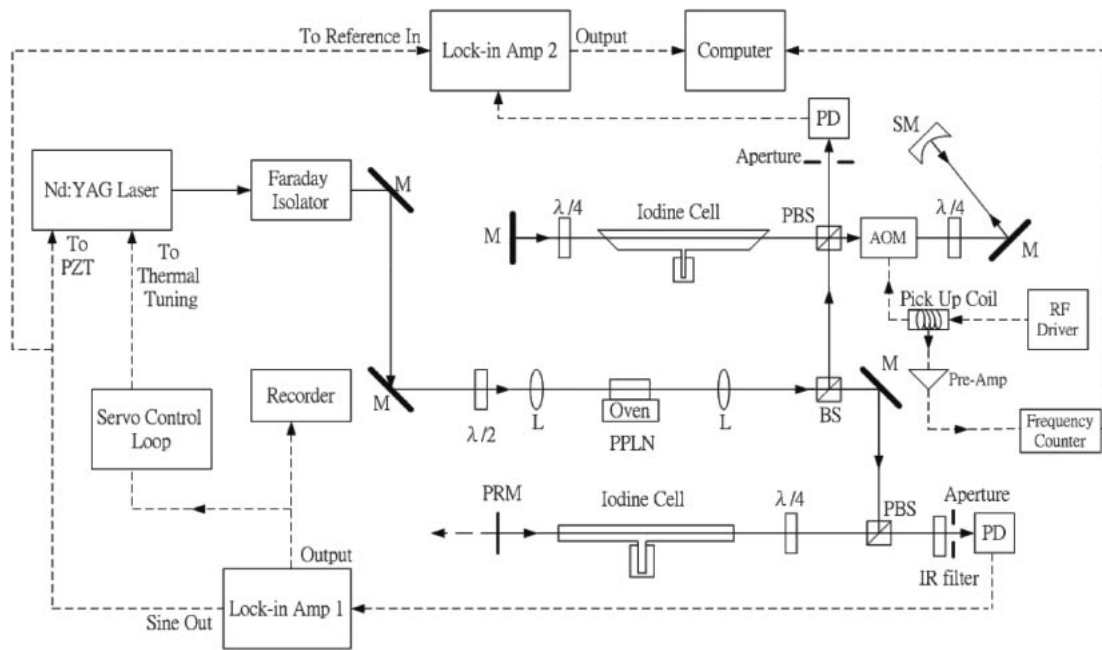 To Reference In
Lock-in Amp 2
Output
Computer
PD
SM
Aperture
Nd:YAG Laser
Faraday
Isolator
M
λ/4
Iodine Cell
PBS
AOM
λ/4
M
M
To
PZT
To
Thermal
Tuning
Pick Up Coil
RF
Driver
Recorder
M
Pre-Amp
Servo Control
Loop
M
λ/2
L
Oven
PPLN
L
BS
Frequency
Counter
PRM
Iodine Cell
λ/4
PBS
Aperture
PD
IR filter
Output
Lock-in Amp 1
Sine Out